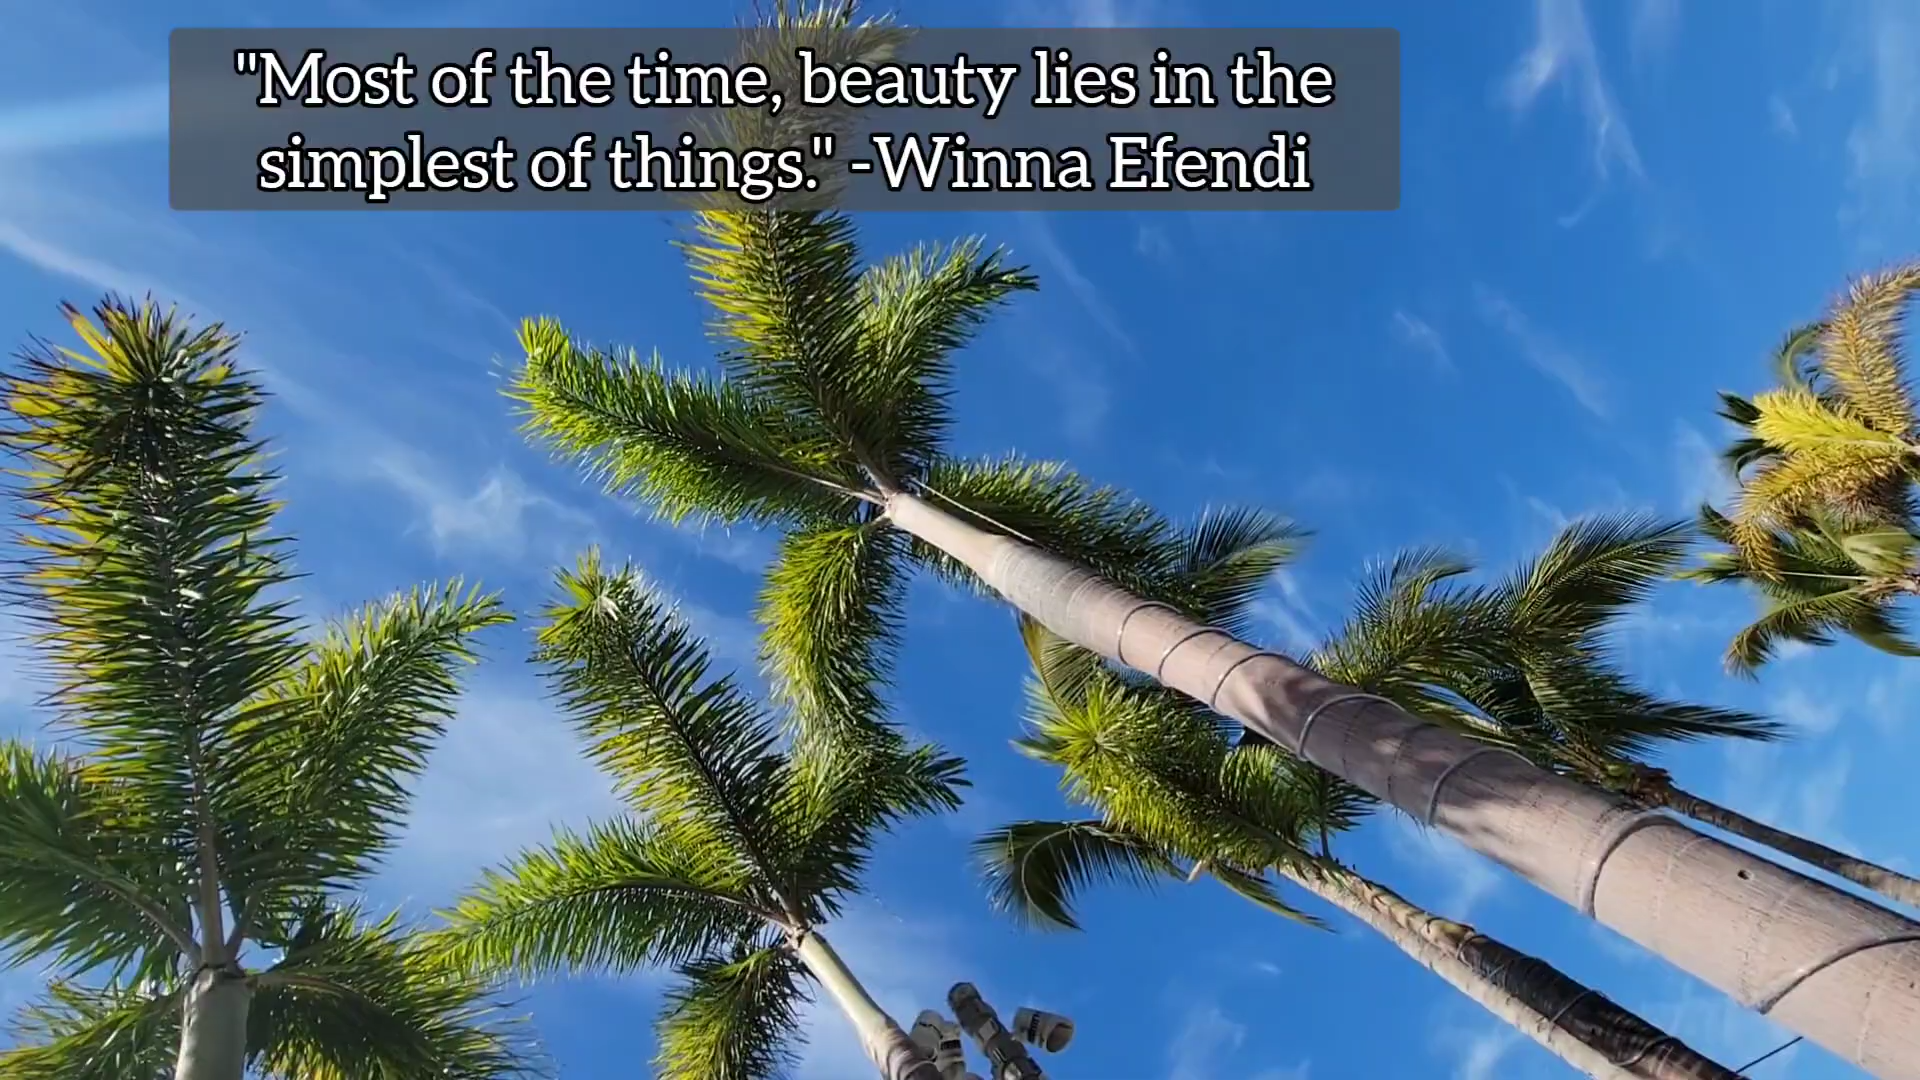 "Most of the time, beauty lies in the
simplest of things." -Winna Efendi